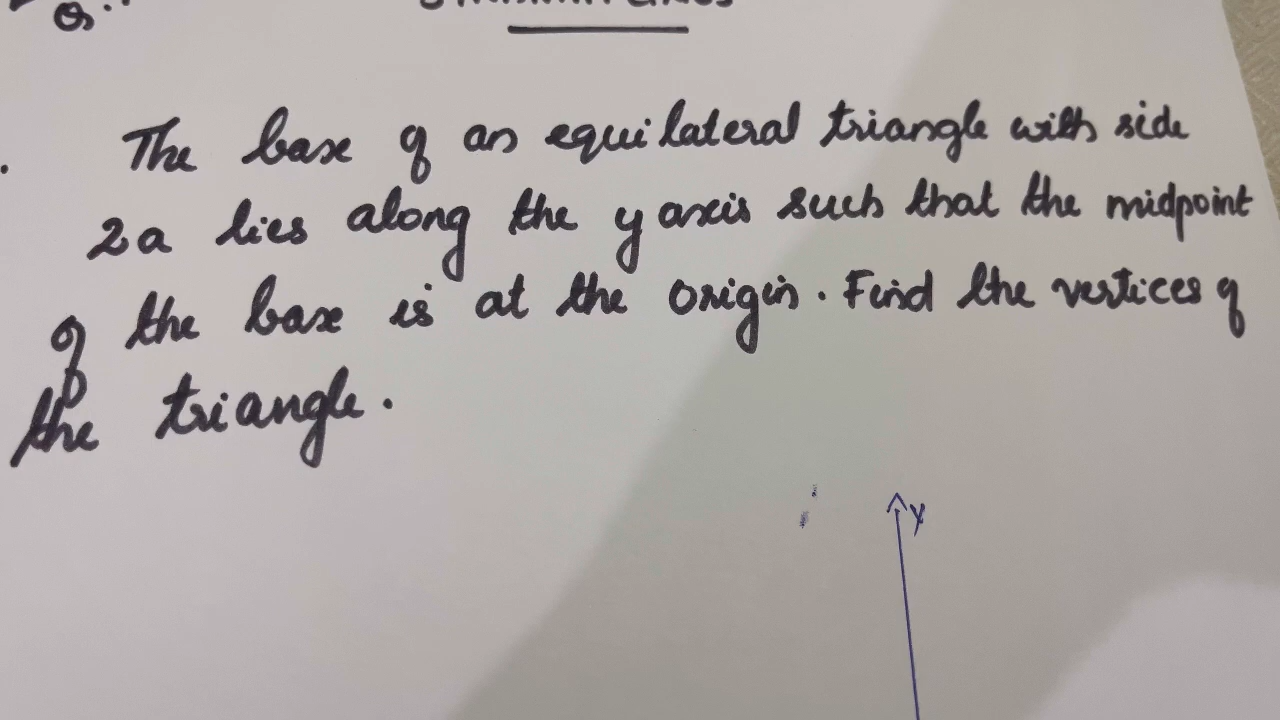 Q.
The base of an equilateral triangle with side
2a lies along the y axis such that the midpoint
of the base is at the origin. Find the vertices of
the triangle.
Y